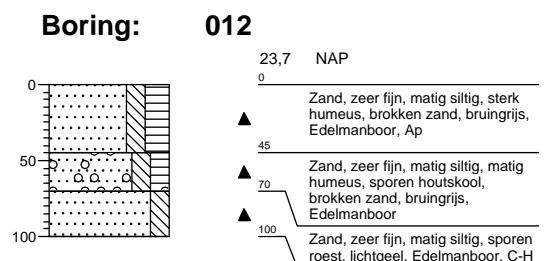 Boring: 012
23,7 NAP
0
0
Zand, zeer fijn, matig siltig, sterk
humeus, brokken zand, bruingrijs,
Edelmanboor, Ap
45
50
Zand, zeer fijn, matig siltig, matig
humeus, sporen houtskool,
brokken zand, bruingrijs,
Edelmanboor
70
100
100
Zand, zeer fijn, matig siltig, sporen
roest, lichtgeel, Edelmanboor, C-H